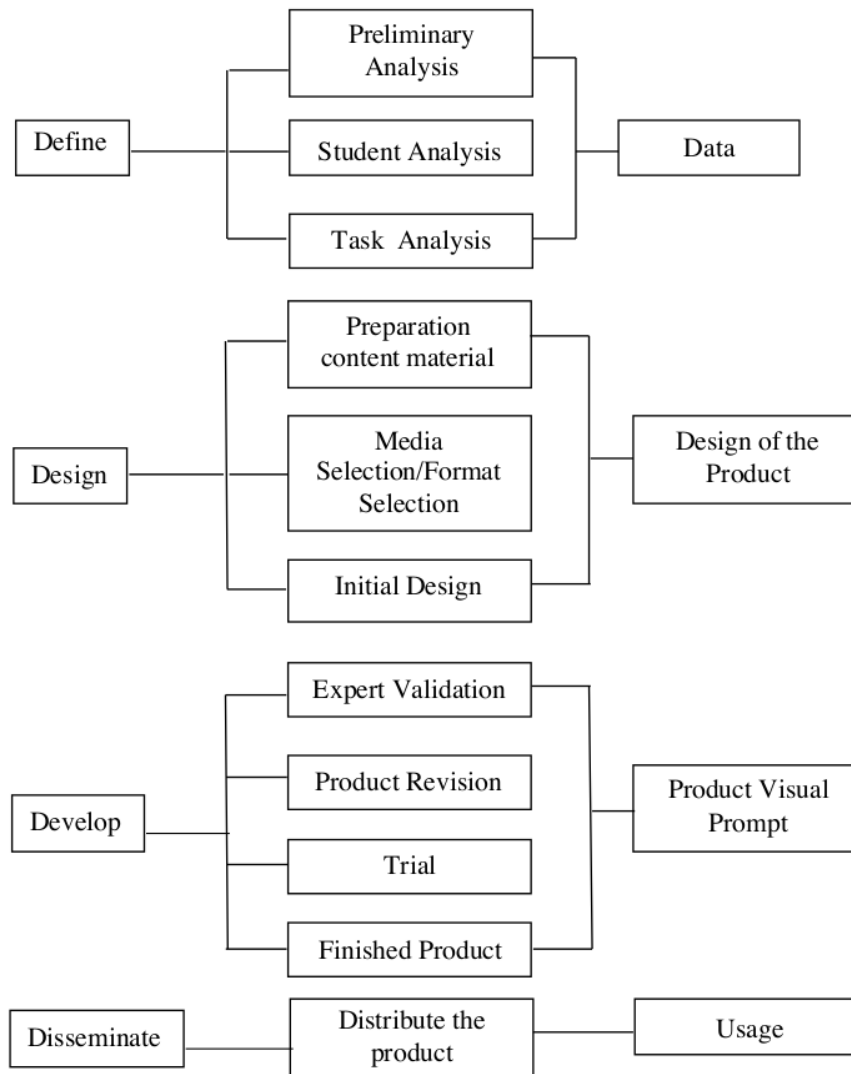 Define
Preliminary
Analysis
Student Analysis
Task Analysis
Data
Design
Preparation
content material
Media
Selection/Format
Selection
Initial Design
Design of the
Product
Develop
Expert Validation
Product Revision
Trial
Finished Product
Product Visual
Prompt
Disseminate
Distribute the
product
Usage